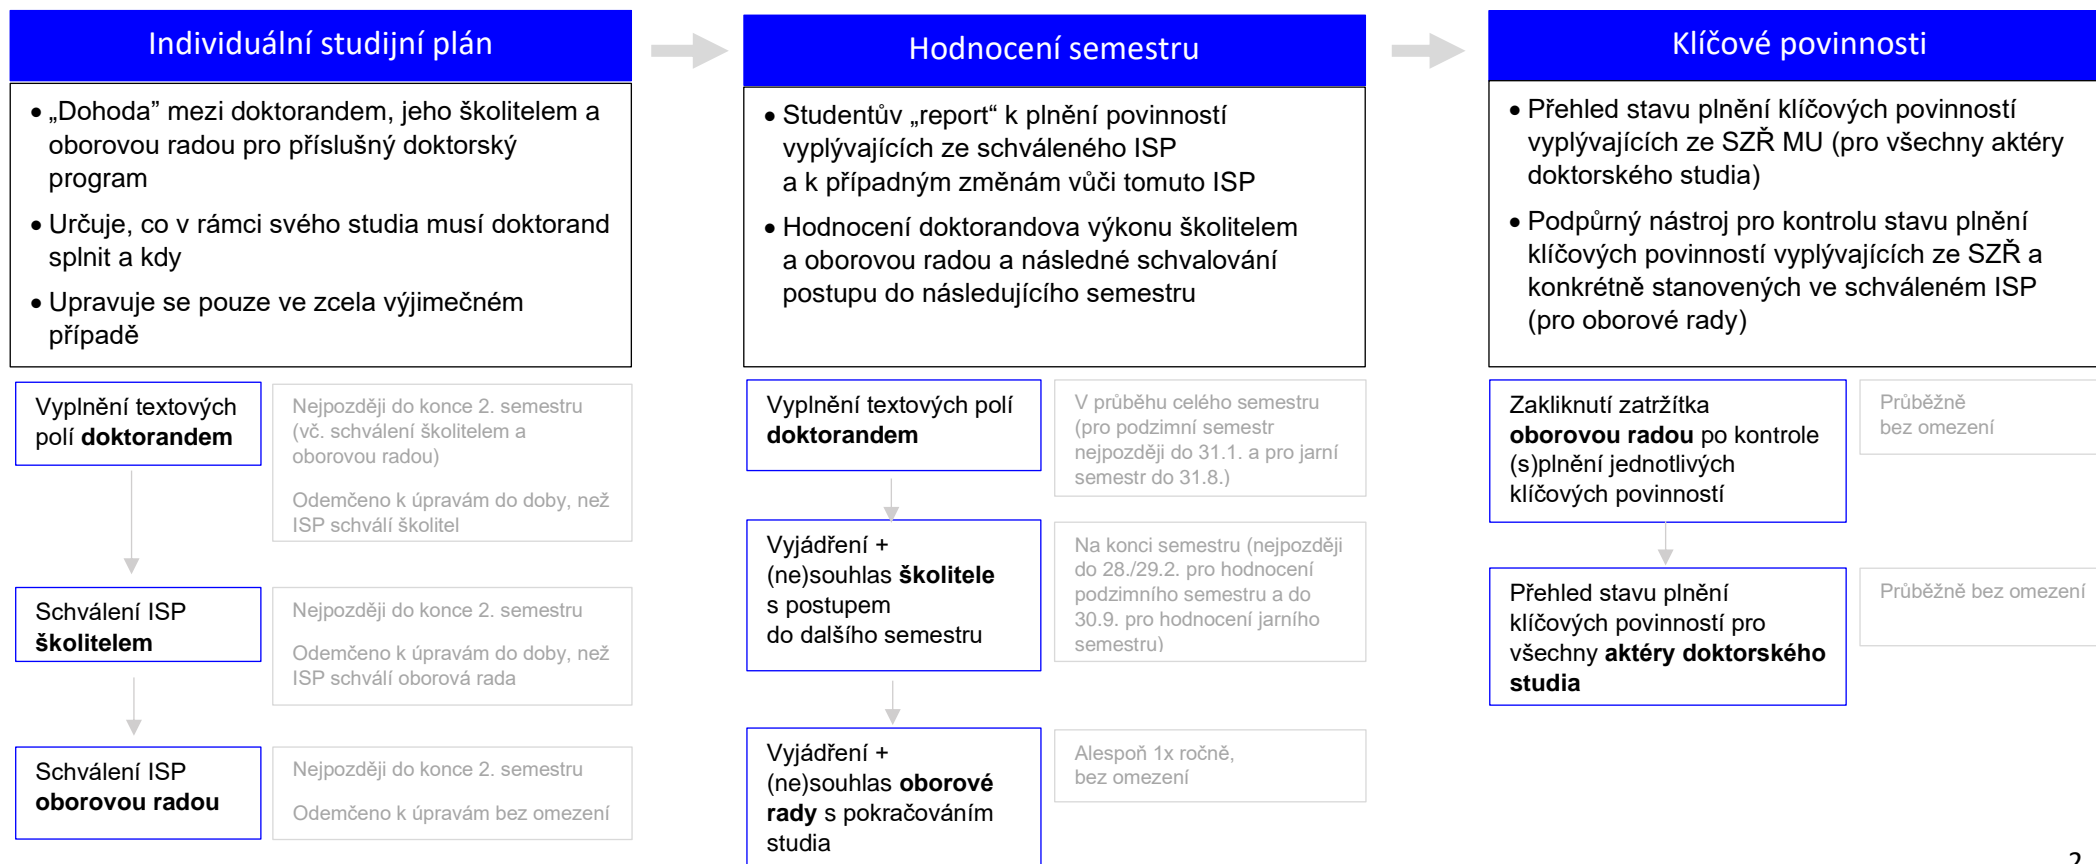 Individuální studijní plán
• „Dohoda” mezi doktorandem, jeho školitelem a
oborovou radou pro příslušný doktorský
program
• Určuje, co v rámci svého studia musí doktorand
splnit a kdy
• Upravuje se pouze ve zcela výjimečném
případě
Vyplnění textových
polí doktorandem
Nejpozději do konce 2. semestru
(vč. schválení školitelem a
oborovou radou)
Odemčeno k úpravám do doby, než
ISP schválí školitel
Schválení ISP
školitelem
Nejpozději do konce 2. semestru
Odemčeno k úpravám do doby, než
ISP schválí oborová rada
Schválení ISP
oborovou radou
Nejpozději do konce 2. semestru
Odemčeno k úpravám bez omezení
Hodnocení semestru
• Studentův „report“ k plnění povinností
vyplývajících ze schváleného ISP
a k případným změnám vůči tomuto ISP
• Hodnocení doktorandova výkonu školitelem
a oborovou radou a následné schvalování
postupu do následujícího semestru
Vyplnění textových polí
doktorandem
V průběhu celého semestru
(pro podzimní semestr
nejpozději do 31.1. a pro jarní
semestr do 31.8.)
Vyjádření +
(ne)souhlas školitele
s postupem
do dalšího semestru
Na konci semestru (nejpozději
do 28./29.2. pro hodnocení
podzimního semestru a do
30.9. pro hodnocení jarního
semestru)
Vyjádření +
(ne)souhlas oborové
rady s pokračováním
studia
Alespoň 1x ročně,
bez omezení
Klíčové povinnosti
• Přehled stavu plnění klíčových povinností
vyplývajících ze SZŘ MU (pro všechny aktéry
doktorského studia)
• Podpůrný nástroj pro kontrolu stavu plnění
klíčových povinností vyplývajících ze SZŘ a
konkrétně stanovených ve schváleném ISP
(pro oborové rady)
Zakliknutí zatržítka
oborovou radou po kontrole
(s)plnění jednotlivých
klíčových povinností
Průběžně
bez omezení
Přehled stavu plnění
klíčových povinností pro
všechny aktéry doktorského
studia
Průběžně bez omezení
2